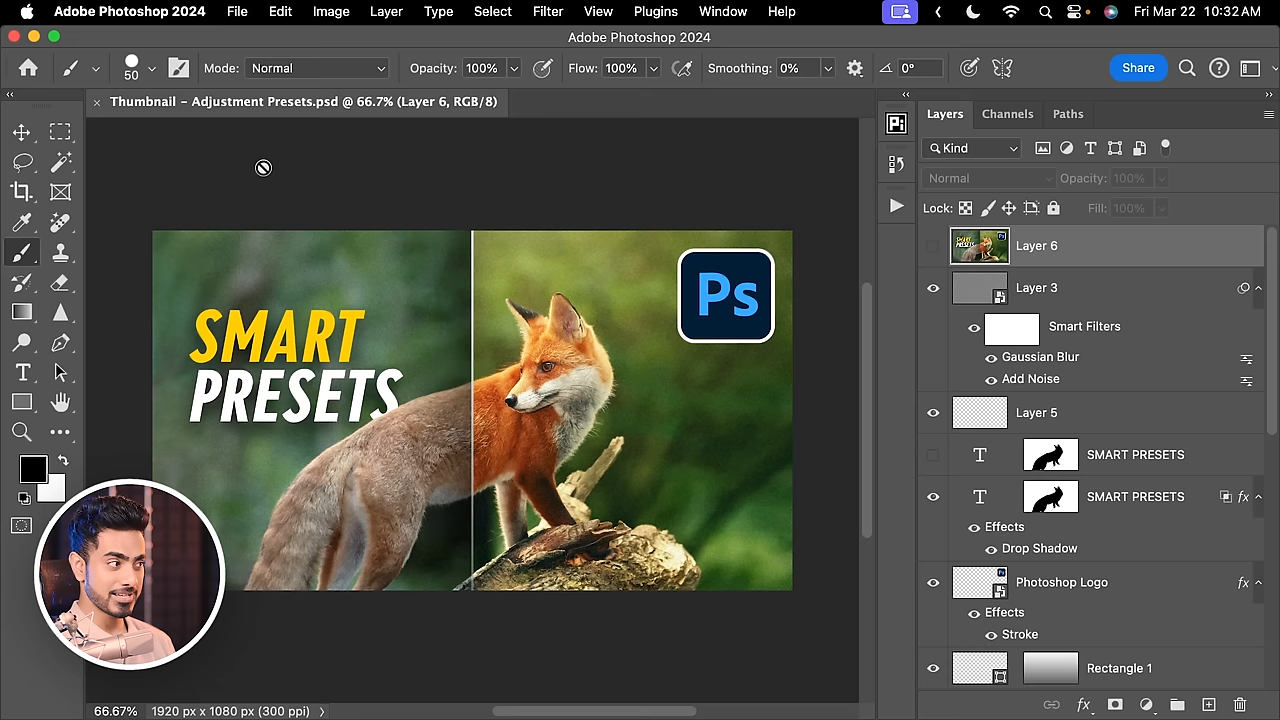 Adobe Photoshop 2024 File Edit Image Layer Type Select Filter View Plugins Window Help Fri Mar 22 10:32 AM
Adobe Photoshop 2024
50 Mode: Normal Opacity: 100% Flow: 100% Smoothing: 0% 0° Share
× Thumbnail – Adjustment Presets.psd @ 66.7% (Layer 6, RGB/8)
Layers Channels Paths
Kind
Normal Opacity: 100%
Lock: Fill: 100%
Layer 6
Layer 3
Smart Filters
Gaussian Blur
Add Noise
Layer 5
SMART PRESETS
SMART PRESETS
fx
Effects
Drop Shadow
Photoshop Logo
fx
Effects
Stroke
Rectangle 1
fx
SMART
PRESETS
Ps
Pi
66.67% 1920 px x 1080 px (300 ppi)